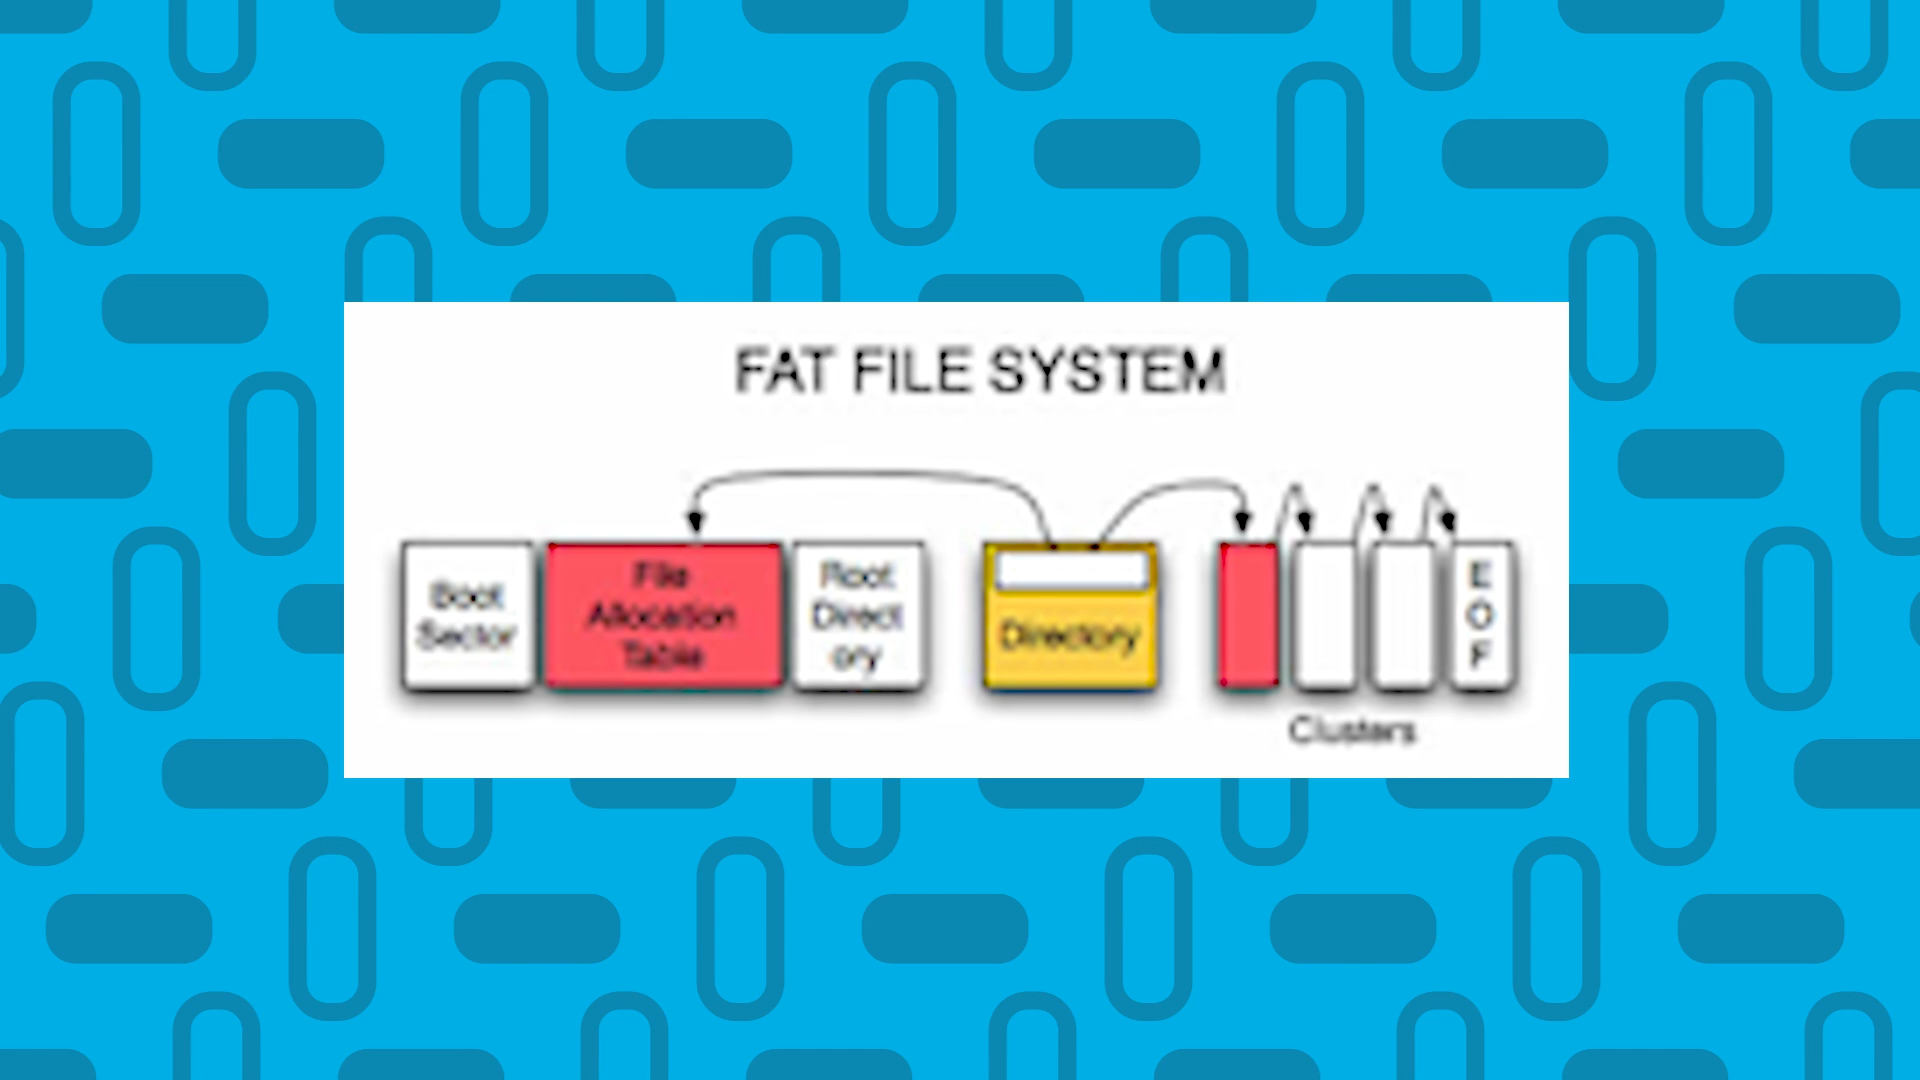 FAT FILE SYSTEM
Boot
Sector
File
Allocation
Table
Root
Direct
ory
Directory
E
O
F
Clusters